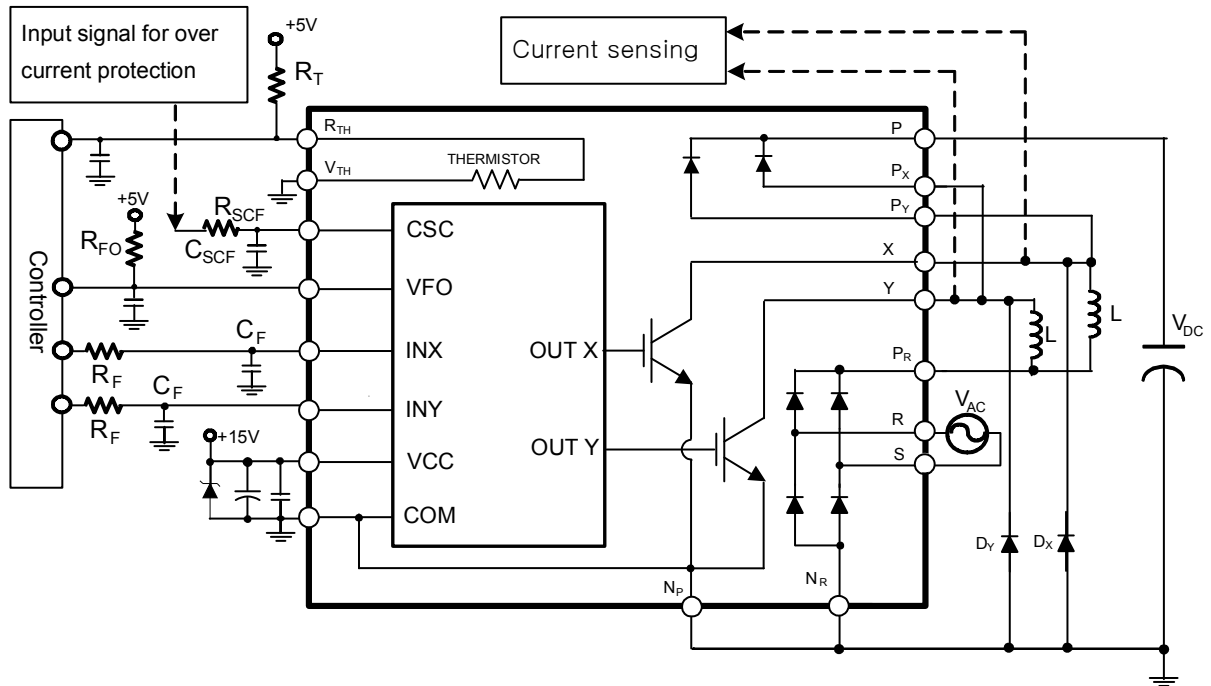 Input signal for over
current protection
+5V
R_T
Current sensing
R_TH
V_TH
THERMISTOR
P
P_X
P_Y
X
Y
P_R
R
S
+5V
R_FO
R_SCF
C_SCF
Controller
CSC
VFO
INX
INY
VCC
COM
OUT X
OUT Y
C_F
R_F
C_F
R_F
+15V
L
L
V_DC
V_AC
D_Y
D_X
N_P
N_R